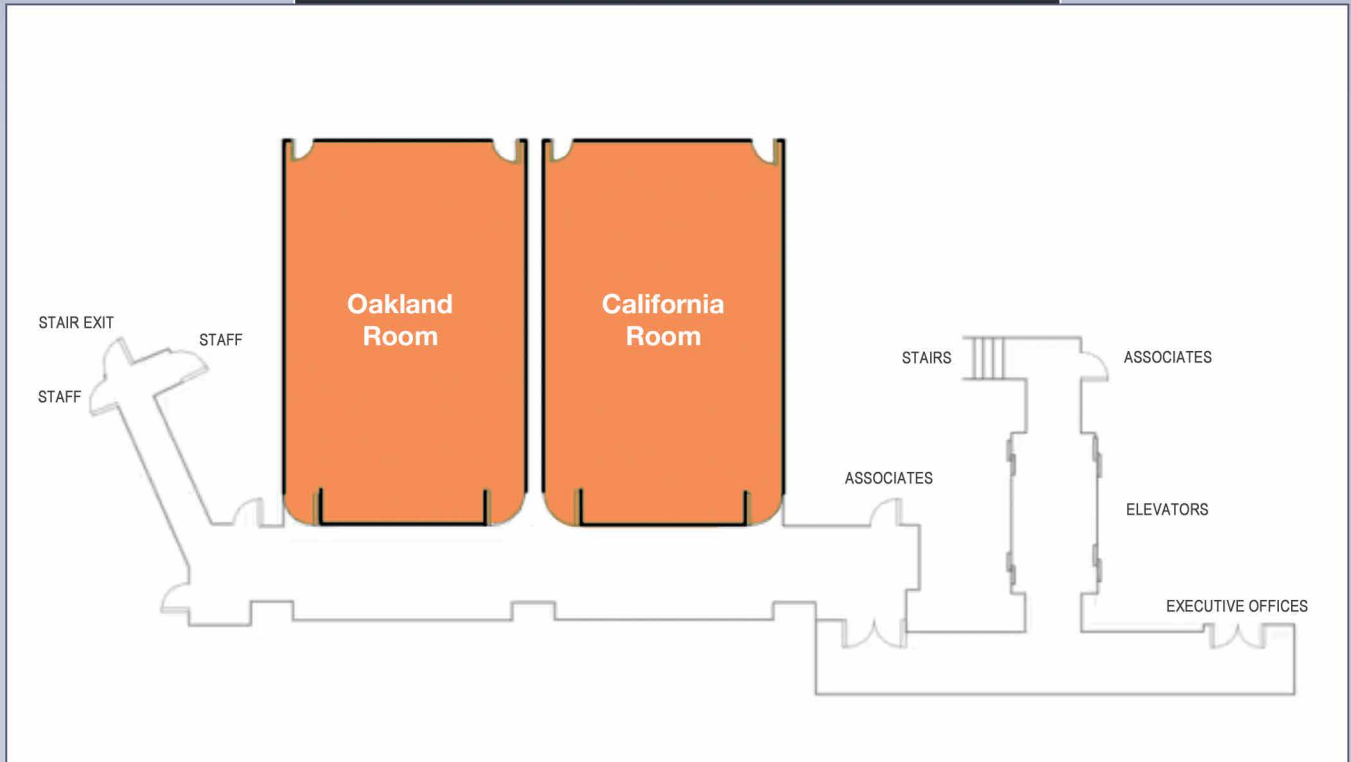 Oakland
Room
California
Room
STAIR EXIT
STAFF
STAFF
STAIRS
ASSOCIATES
ASSOCIATES
ELEVATORS
EXECUTIVE OFFICES